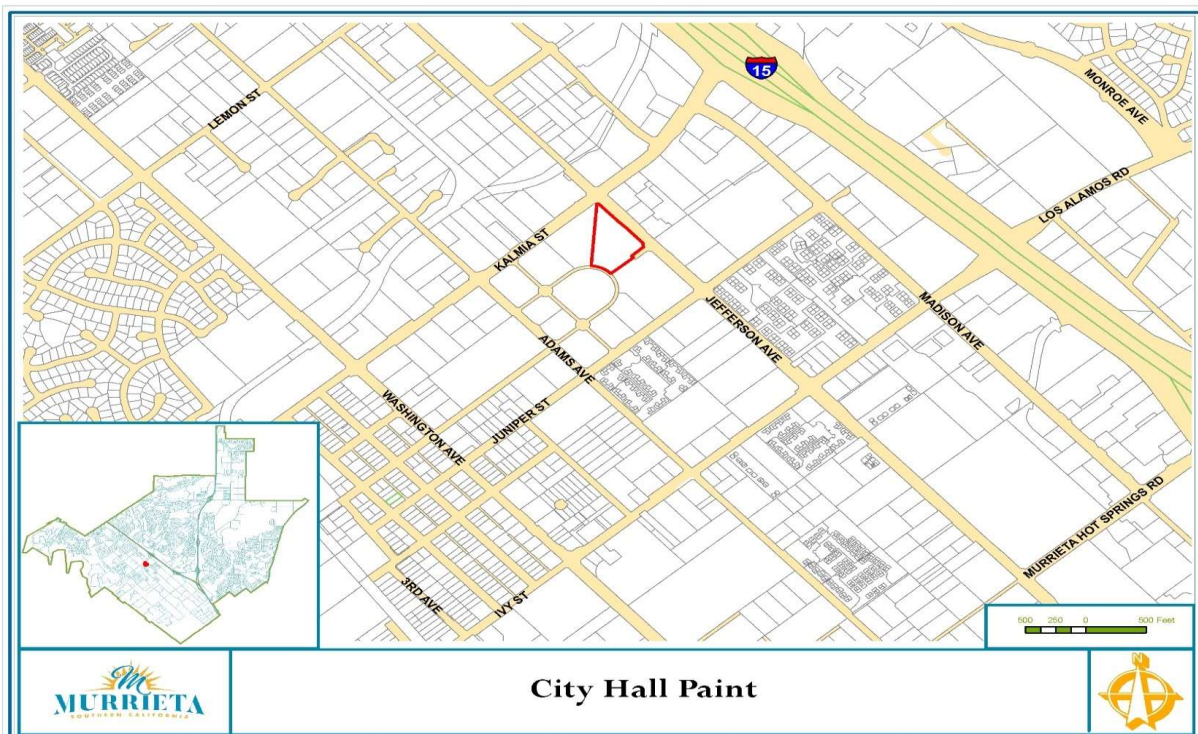 15
MONROE AVE
LEMON ST
LOS ALAMOS RD
KALMIA ST
MADISON AVE
JEFFERSON AVE
ADAMS AVE
WASHINGTON AVE
JUNIPER ST
MURRIETA HOT SPRINGS RD
3RD AVE
IVY ST
500 250 0 500 Feet
M
MURRIETA
SOUTHERN CALIFORNIA
City Hall Paint
N